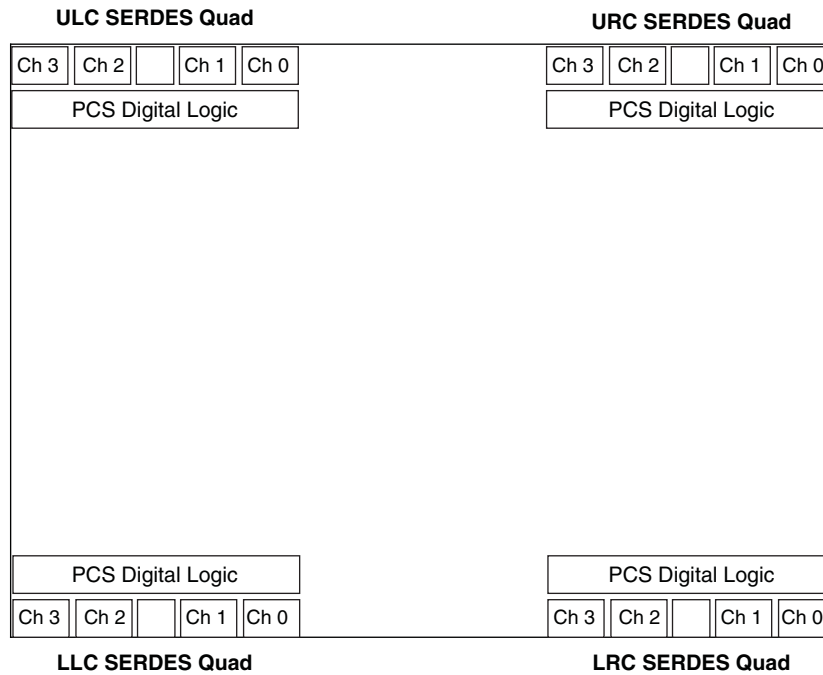 ULC SERDES Quad
URC SERDES Quad
Ch 3 Ch 2 Ch 1 Ch 0
Ch 3 Ch 2 Ch 1 Ch 0
PCS Digital Logic
PCS Digital Logic
PCS Digital Logic
PCS Digital Logic
Ch 3 Ch 2 Ch 1 Ch 0
Ch 3 Ch 2 Ch 1 Ch 0
LLC SERDES Quad
LRC SERDES Quad